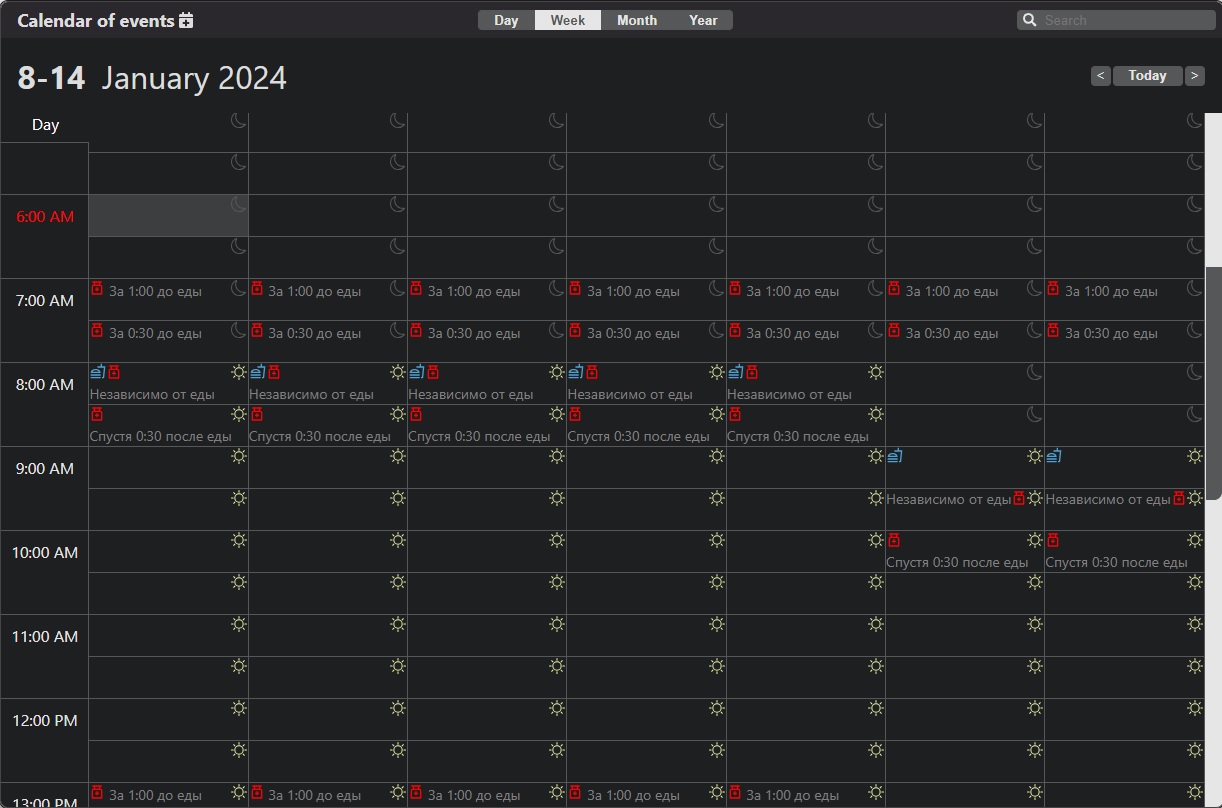 Calendar of events
Day Week Month Year
Search
8-14 January 2024
< Today >
Day
6:00 AM
7:00 AM За 1:00 до еды За 1:00 до еды За 1:00 до еды За 1:00 до еды За 1:00 до еды За 1:00 до еды За 1:00 до еды
За 0:30 до еды За 0:30 до еды За 0:30 до еды За 0:30 до еды За 0:30 до еды За 0:30 до еды За 0:30 до еды
8:00 AM
Независимо от еды Независимо от еды Независимо от еды Независимо от еды Независимо от еды
Спустя 0:30 после еды Спустя 0:30 после еды Спустя 0:30 после еды Спустя 0:30 после еды Спустя 0:30 после еды
9:00 AM
Независимо от еды Независимо от еды
10:00 AM
Спустя 0:30 после еды Спустя 0:30 после еды
11:00 AM
12:00 PM
13:00 PM За 1:00 до еды За 1:00 до еды За 1:00 до еды За 1:00 до еды За 1:00 до еды